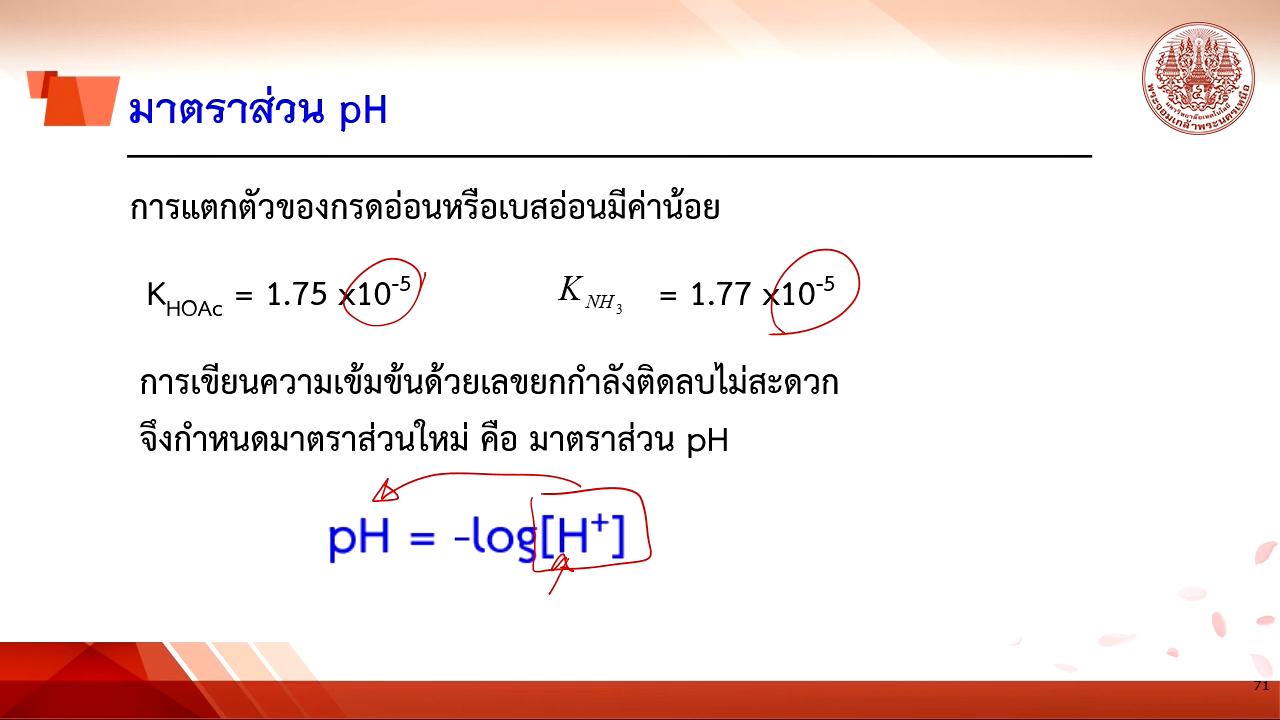 มาตราส่วน pH
การแตกตัวของกรดอ่อนหรือเบสอ่อนมีค่าน้อย
K_HOAc = 1.75 x10⁻⁵ K_NH₃ = 1.77 x10⁻⁵
การเขียนความเข้มข้นด้วยเลขยกกำลังติดลบไม่สะดวก
จึงกำหนดมาตราส่วนใหม่ คือ มาตราส่วน pH
pH = -log[H⁺]
71